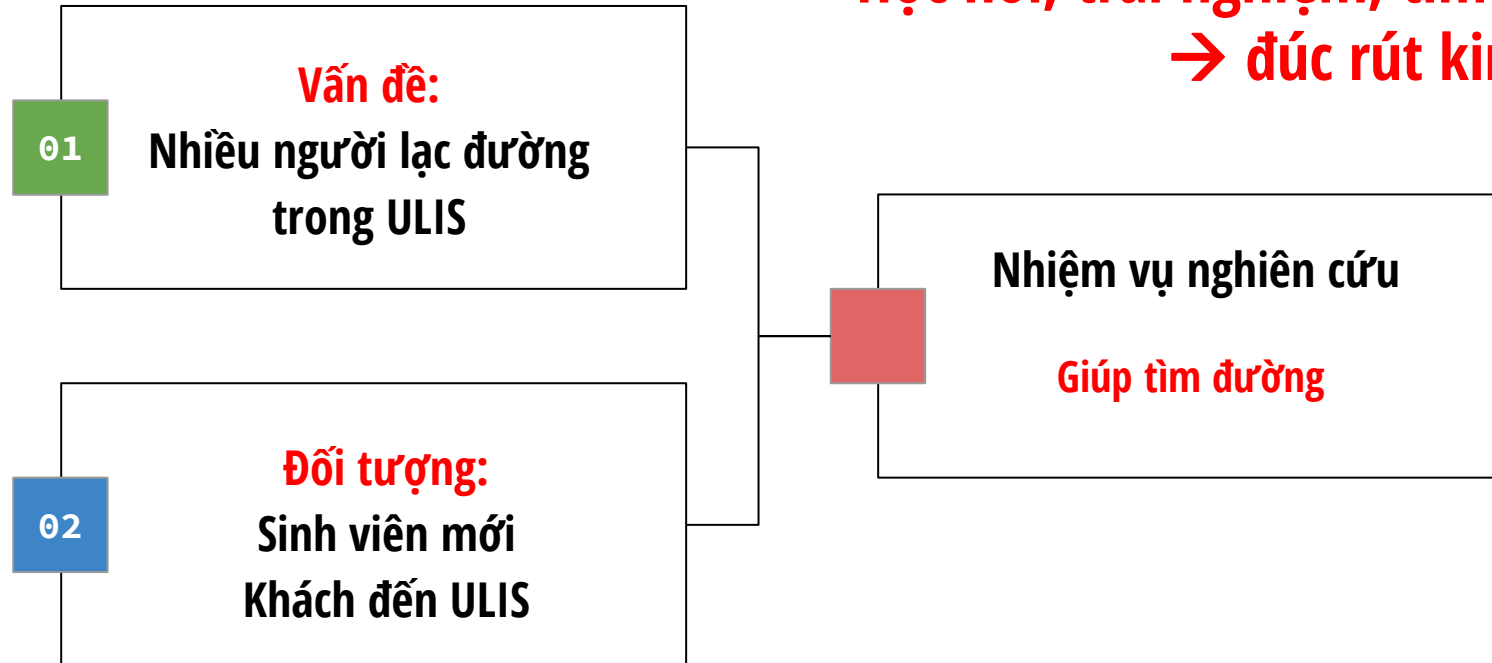 01
Vấn đề:
Nhiều người lạc đường
trong ULIS
02
Đối tượng:
Sinh viên mới
Khách đến ULIS
nghiệm,
→ đúc rút
Nhiệm vụ nghiên cứu
Giúp tìm đường